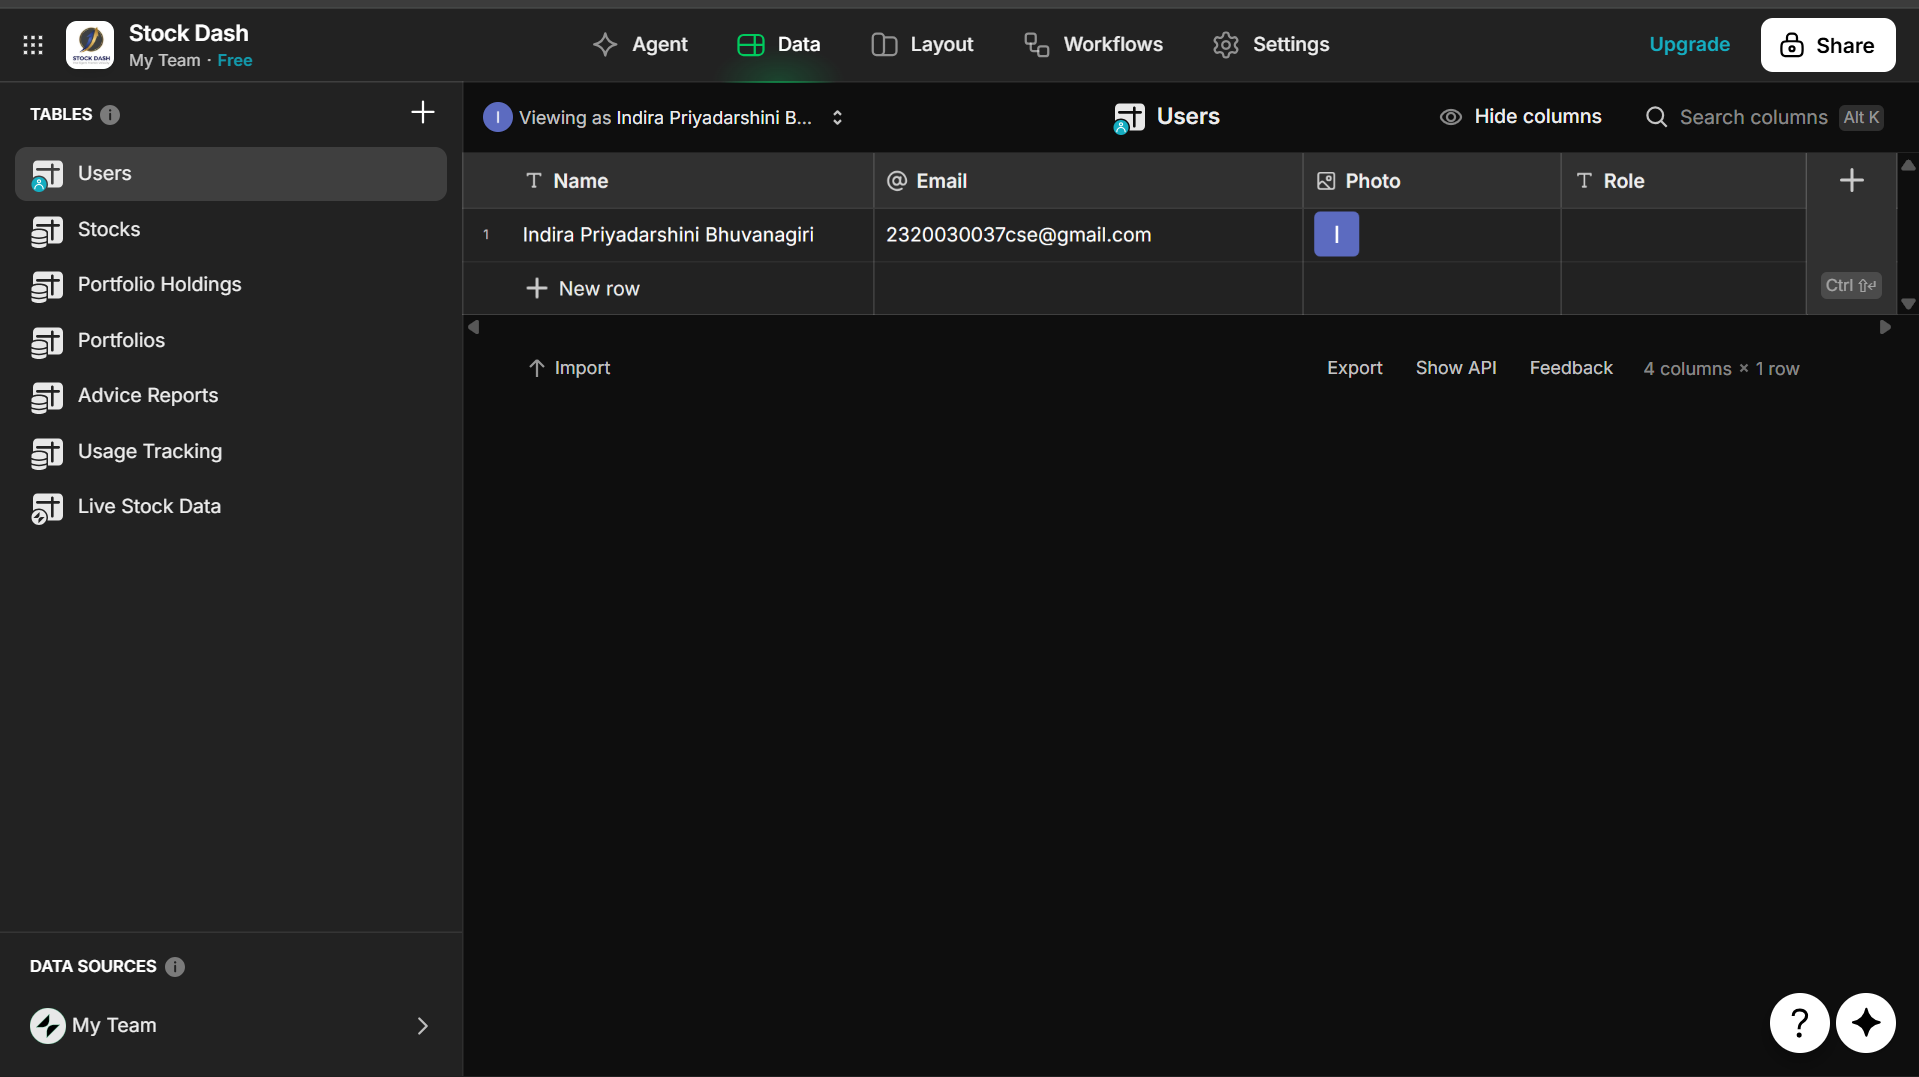 Stock Dash
My Team · Free
Agent
Data
Layout
Workflows
Settings
Upgrade
Share
TABLES
Users
Stocks
Portfolio Holdings
Portfolios
Advice Reports
Usage Tracking
Live Stock Data
DATA SOURCES
My Team
I Viewing as Indira Priyadarshini B...
Users
Hide columns
Search columns Alt K
Name
Email
Photo
Role
1 Indira Priyadarshini Bhuvanagiri 2320030037cse@gmail.com I
New row
Ctrl ⇧↵
Import
Export
Show API
Feedback
4 columns × 1 row
?